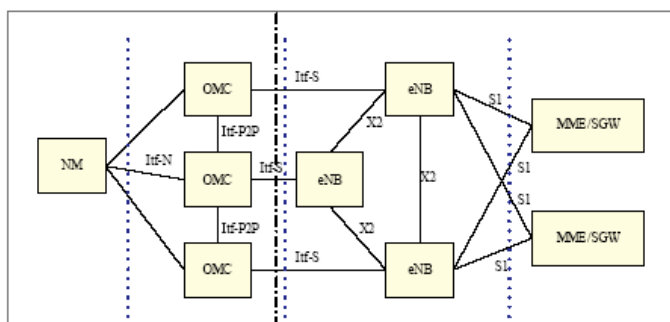 OMC
Itf-S
eNB
S1
MME/SGW
X2
Itf-P2P
Itf-N
Itf-S
NM
OMC
eNB
X2
S1
S1
Itf-P2P
X2
MME/SGW
OMC
Itf-S
eNB
S1